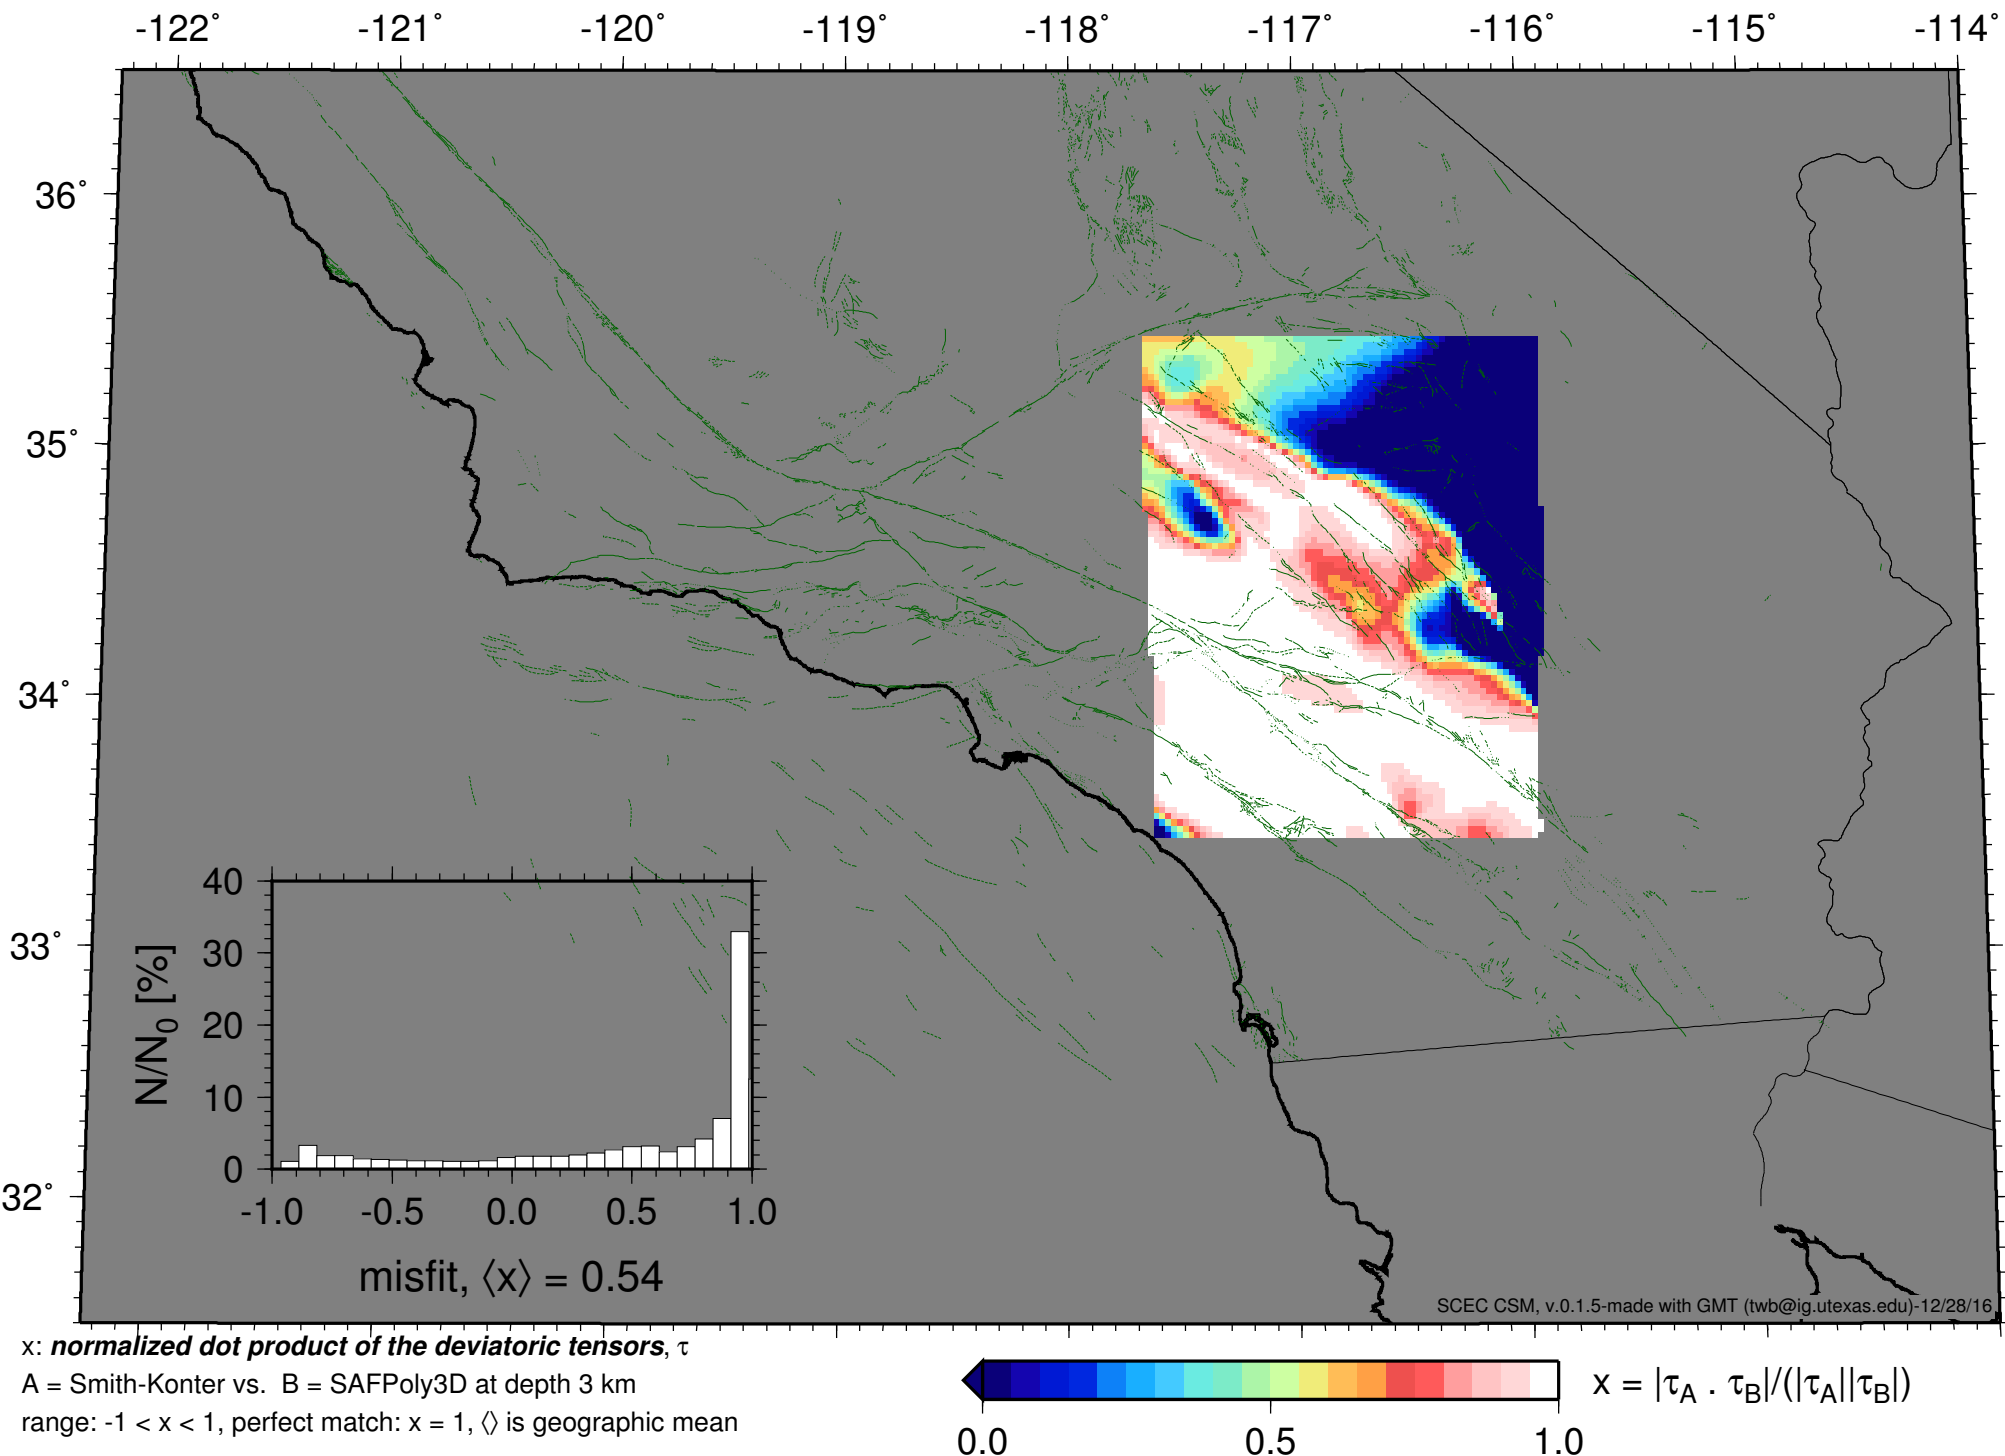 -122° -121° -120° -119° -118° -117° -116° -115° -114°
36°
35°
34°
33°
32°
40
30
20
10
0
N/N0 [%]
-1.0 -0.5 0.0 0.5 1.0
misfit, ⟨x⟩ = 0.54
SCEC CSM, v.0.1.5-made with GMT (twb@ig.utexas.edu)-12/28/16
x: normalized dot product of the deviatoric tensors, τ
A = Smith-Konter vs. B = SAFPoly3D at depth 3 km
range: -1 < x < 1, perfect match: x = 1, ⟨⟩ is geographic mean
x = |τA . τB|/(|τA||τB|)
0.0 0.5 1.0